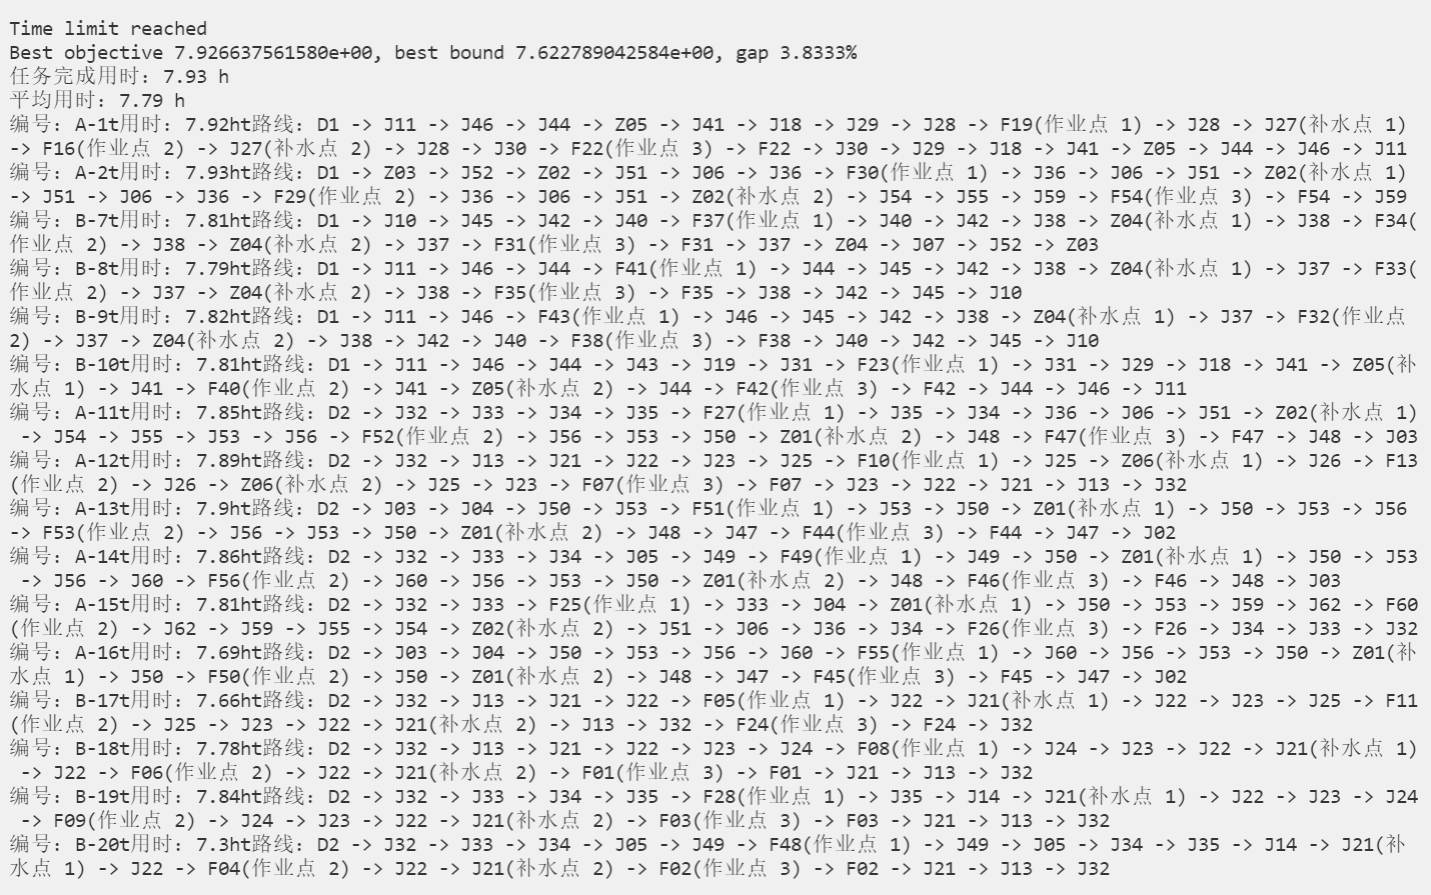 Time limit reached
Best objective 7.926637561580e+00, best bound 7.622789042584e+00, gap 3.8333%
任务完成用时: 7.93 h
平均用时: 7.79 h
编号: A-1t用时: 7.92ht路线: D1 -> J11 -> J46 -> J44 -> Z05 -> J41 -> J18 -> J29 -> J28 -> F19(作业点 1) -> J28 -> J27(补水点 1)
-> F16(作业点 2) -> J27(补水点 2) -> J28 -> J30 -> F22(作业点 3) -> F22 -> J30 -> J29 -> J18 -> J41 -> Z05 -> J44 -> J46 -> J11
编号: A-2t用时: 7.93ht路线: D1 -> Z03 -> J52 -> Z02 -> J51 -> J06 -> J36 -> F30(作业点 1) -> J36 -> J06 -> J51 -> Z02(补水点 1)
-> J51 -> J06 -> J36 -> F29(作业点 2) -> J36 -> J06 -> J51 -> Z02(补水点 2) -> J54 -> J55 -> J59 -> F54(作业点 3) -> F54 -> J59
编号: B-7t用时: 7.81ht路线: D1 -> J10 -> J45 -> J42 -> J40 -> F37(作业点 1) -> J40 -> J42 -> J38 -> Z04(补水点 1) -> J38 -> F34(
作业点 2) -> J38 -> Z04(补水点 2) -> J37 -> F31(作业点 3) -> F31 -> J37 -> Z04 -> J07 -> J52 -> Z03
编号: B-8t用时: 7.79ht路线: D1 -> J11 -> J46 -> J44 -> F41(作业点 1) -> J44 -> J45 -> J42 -> J38 -> Z04(补水点 1) -> J37 -> F33(
作业点 2) -> J37 -> Z04(补水点 2) -> J38 -> F35(作业点 3) -> F35 -> J38 -> J42 -> J45 -> J10
编号: B-9t用时: 7.82ht路线: D1 -> J11 -> J46 -> F43(作业点 1) -> J46 -> J45 -> J42 -> J38 -> Z04(补水点 1) -> J37 -> F32(作业点
2) -> J37 -> Z04(补水点 2) -> J38 -> J42 -> J40 -> F38(作业点 3) -> F38 -> J40 -> J42 -> J45 -> J10
编号: B-10t用时: 7.81ht路线: D1 -> J11 -> J46 -> J44 -> J43 -> J19 -> J31 -> F23(作业点 1) -> J31 -> J29 -> J18 -> J41 -> Z05(补
水点 1) -> J41 -> F40(作业点 2) -> J41 -> Z05(补水点 2) -> J44 -> F42(作业点 3) -> F42 -> J44 -> J46 -> J11
编号: A-11t用时: 7.85ht路线: D2 -> J32 -> J33 -> J34 -> J35 -> F27(作业点 1) -> J35 -> J34 -> J36 -> J06 -> J51 -> Z02(补水点 1)
-> J54 -> J55 -> J53 -> J56 -> F52(作业点 2) -> J56 -> J53 -> J50 -> Z01(补水点 2) -> J48 -> F47(作业点 3) -> F47 -> J48 -> J03
编号: A-12t用时: 7.89ht路线: D2 -> J32 -> J13 -> J21 -> J22 -> J23 -> J25 -> F10(作业点 1) -> J25 -> Z06(补水点 1) -> J26 -> F13
(作业点 2) -> J26 -> Z06(补水点 2) -> J25 -> J23 -> F07(作业点 3) -> F07 -> J23 -> J22 -> J21 -> J13 -> J32
编号: A-13t用时: 7.9ht路线: D2 -> J03 -> J04 -> J50 -> J53 -> F51(作业点 1) -> J53 -> J50 -> Z01(补水点 1) -> J50 -> J53 -> J56
-> F53(作业点 2) -> J56 -> J53 -> J50 -> Z01(补水点 2) -> J48 -> J47 -> F44(作业点 3) -> F44 -> J47 -> J02
编号: A-14t用时: 7.86ht路线: D2 -> J32 -> J33 -> J34 -> J05 -> J49 -> F49(作业点 1) -> J49 -> J50 -> Z01(补水点 1) -> J50 -> J53
-> J56 -> J60 -> F56(作业点 2) -> J60 -> J56 -> J53 -> J50 -> Z01(补水点 2) -> J48 -> F46(作业点 3) -> F46 -> J48 -> J03
编号: A-15t用时: 7.81ht路线: D2 -> J32 -> J33 -> F25(作业点 1) -> J33 -> J04 -> Z01(补水点 1) -> J50 -> J53 -> J59 -> J62 -> F60
(作业点 2) -> J62 -> J59 -> J55 -> J54 -> Z02(补水点 2) -> J51 -> J06 -> J36 -> J34 -> F26(作业点 3) -> F26 -> J34 -> J33 -> J32
编号: A-16t用时: 7.69ht路线: D2 -> J03 -> J04 -> J50 -> J53 -> J56 -> J60 -> F55(作业点 1) -> J60 -> J56 -> J53 -> J50 -> Z01(补
水点 1) -> J50 -> F50(作业点 2) -> J50 -> Z01(补水点 2) -> J48 -> J47 -> F45(作业点 3) -> F45 -> J47 -> J02
编号: B-17t用时: 7.66ht路线: D2 -> J32 -> J13 -> J21 -> J22 -> F05(作业点 1) -> J22 -> J21(补水点 1) -> J22 -> J23 -> J25 -> F11
(作业点 2) -> J25 -> J23 -> J22 -> J21(补水点 2) -> J13 -> J32 -> F24(作业点 3) -> F24 -> J32
编号: B-18t用时: 7.78ht路线: D2 -> J32 -> J13 -> J21 -> J22 -> J23 -> J24 -> F08(作业点 1) -> J24 -> J23 -> J22 -> J21(补水点 1)
-> J22 -> F06(作业点 2) -> J22 -> J21(补水点 2) -> F01(作业点 3) -> F01 -> J21 -> J13 -> J32
编号: B-19t用时: 7.84ht路线: D2 -> J32 -> J33 -> J34 -> J35 -> F28(作业点 1) -> J35 -> J14 -> J21(补水点 1) -> J22 -> J23 -> J24
-> F09(作业点 2) -> J24 -> J23 -> J22 -> J21(补水点 2) -> F03(作业点 3) -> F03 -> J21 -> J13 -> J32
编号: B-20t用时: 7.3ht路线: D2 -> J32 -> J33 -> J34 -> J05 -> J49 -> F48(作业点 1) -> J49 -> J05 -> J34 -> J35 -> J14 -> J21(补
水点 1) -> J22 -> F04(作业点 2) -> J22 -> J21(补水点 2) -> F02(作业点 3) -> F02 -> J21 -> J13 -> J32